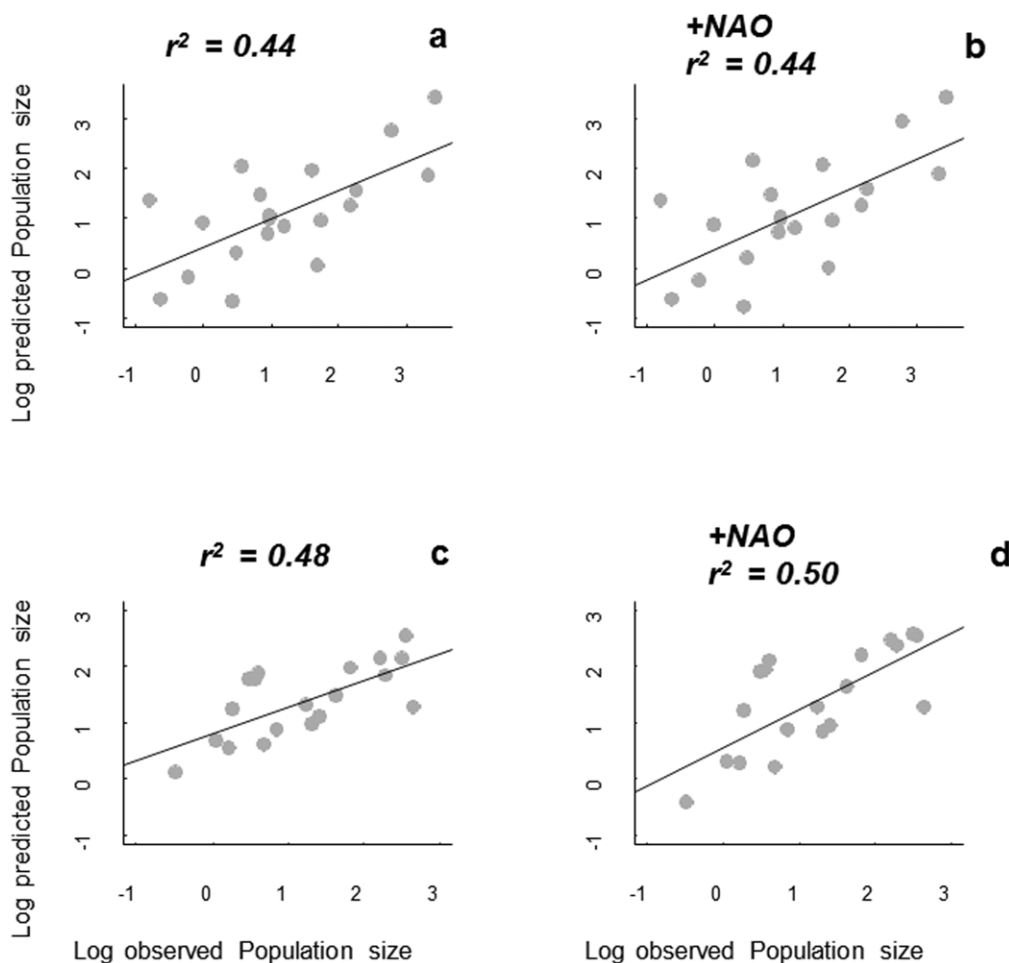 r² = 0.44
a
+NAO
r² = 0.44
b
Log predicted Population size
3
2
1
0
-1
-1 0 1 2 3
3
2
1
0
-1
-1 0 1 2 3
r² = 0.48
c
+NAO
r² = 0.50
d
Log predicted Population size
3
2
1
0
-1
-1 0 1 2 3
3
2
1
0
-1
-1 0 1 2 3
Log observed Population size
Log observed Population size